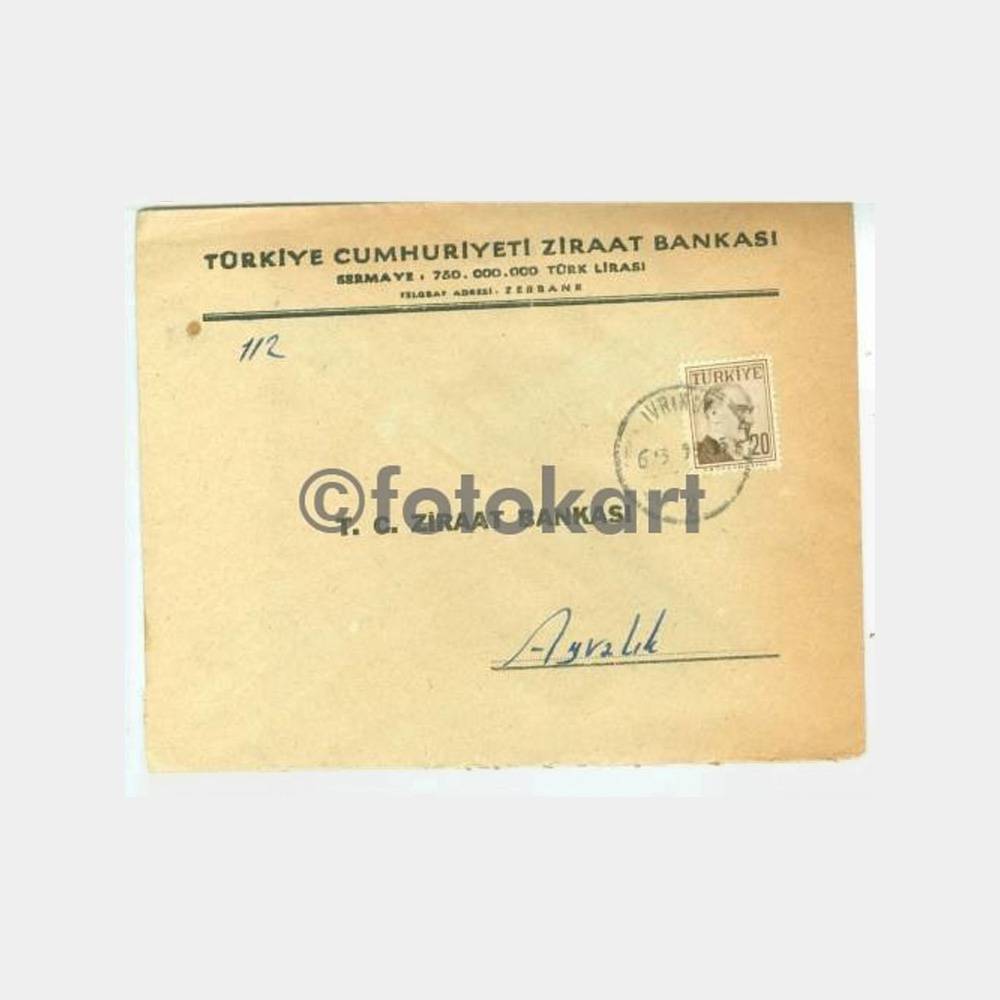 TÜRKİYE CUMHURİYETİ ZİRAAT BANKASI
SERMAYE : 750.000.000 TÜRK LİRASI
TELGRAF ADRESİ : ZERBANK
112
TÜRKİYE
20
©fotokart
T. C. ZİRAAT BANKASI
Ayvalık